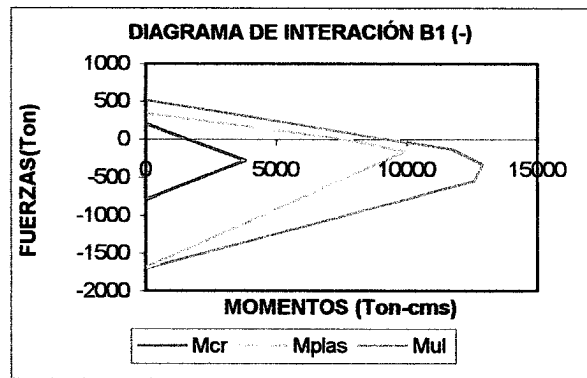 DIAGRAMA DE INTERACIÓN B1 (-)
1000
500
0
-500
-1000
-1500
-2000
FUERZAS(Ton)
0 5000 10000 15000
MOMENTOS (Ton-cms)
Mcr Mplas Mul